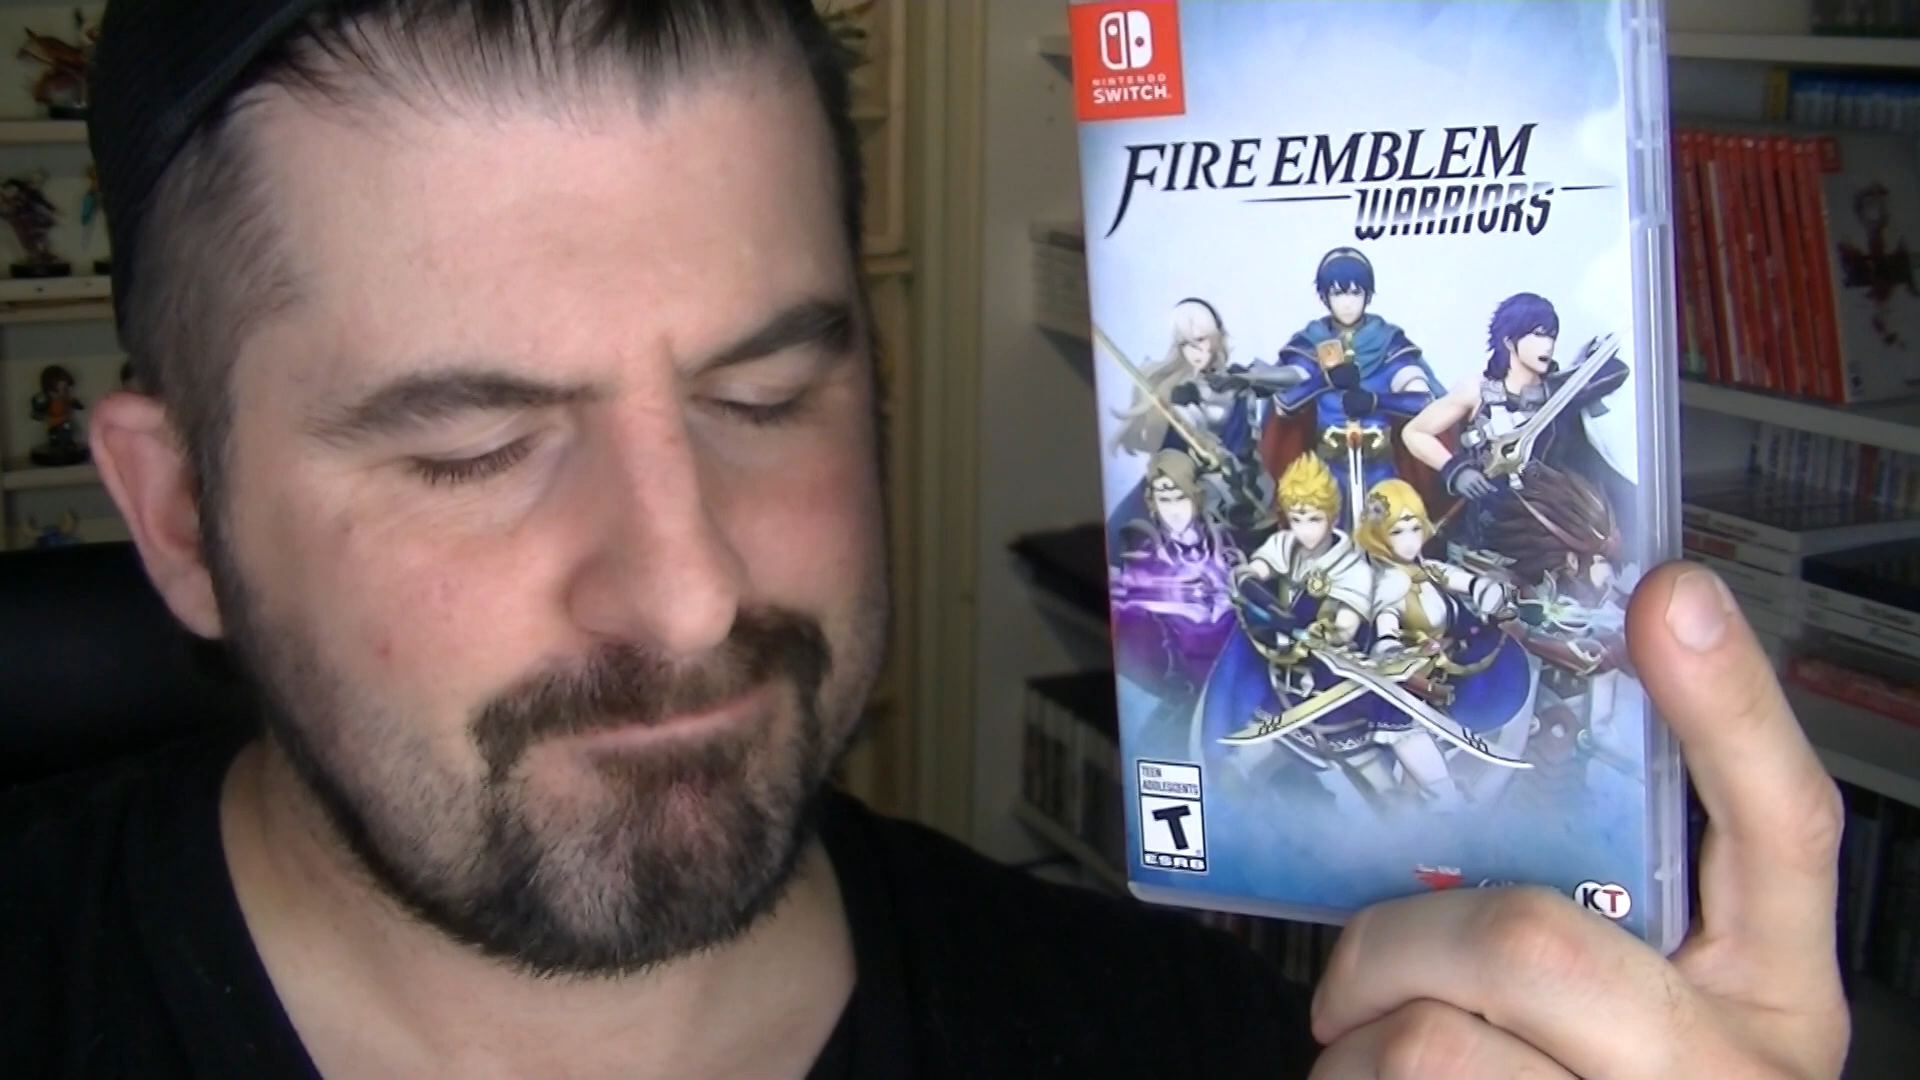 NINTENDO
SWITCH
FIRE EMBLEM
WARRIORS
TEEN
ADOLESCENTS
T
ESRB
KT